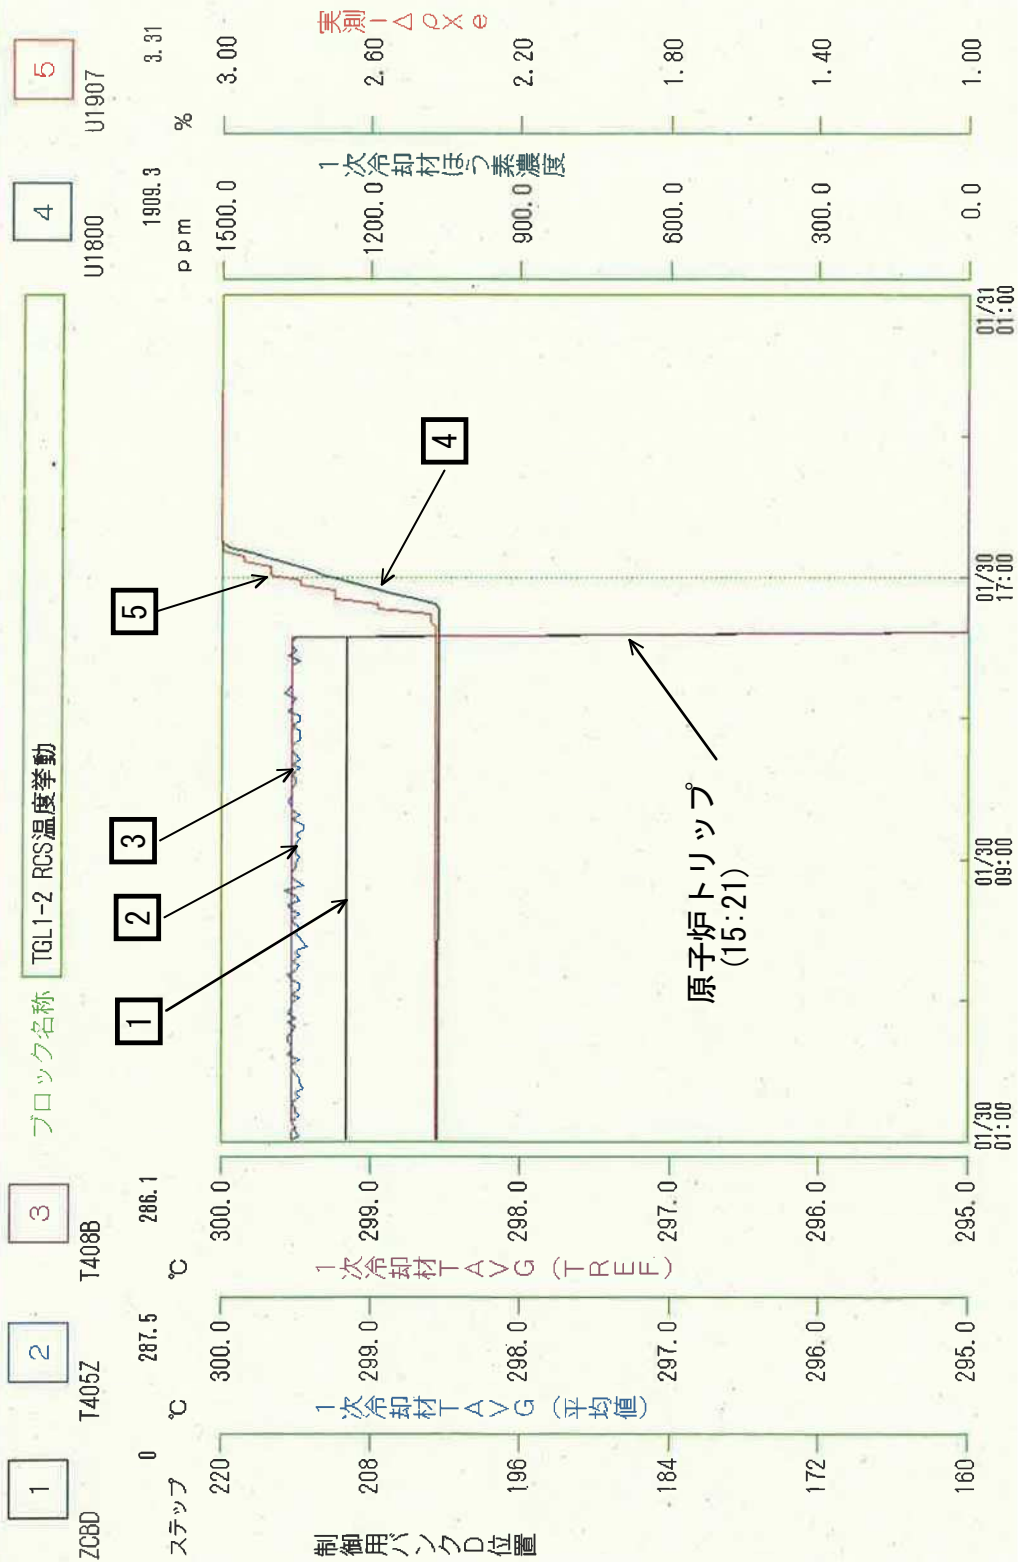 ブロック名称 TGL1-2 RCS温度挙動
1 2 3 4 5
ZCBD T405Z T408B U1800 U1907
0 287.5 286.1 1909.3 3.31
ステップ ℃ ℃ ppm %
220 300.0 300.0 1500.0 3.00
208 299.0 299.0 1200.0 2.60
196 298.0 298.0 900.0 2.20
184 297.0 297.0 600.0 1.80
172 296.0 296.0 300.0 1.40
160 295.0 295.0 0.0 1.00
制御用バンクD位置
1次冷却材TAVG(平均値)
1次冷却材TAVG(TREF)
1次冷却材ほう素濃度
実測IΔρXe
1
2
3
5
4
原子炉トリップ
(15:21)
01/30 01/30 01/30 01/31
01:00 09:00 17:00 01:00